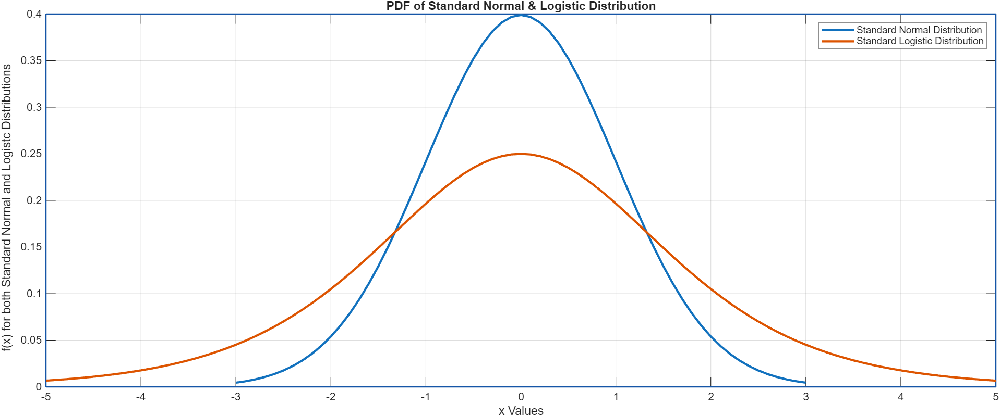 PDF of Standard Normal & Logistic Distribution
Standard Normal Distribution
Standard Logistic Distribution
f(x) for both Standard Normal and Logistc Distributions
0.4
0.35
0.3
0.25
0.2
0.15
0.1
0.05
0
-5 -4 -3 -2 -1 0 1 2 3 4 5
x Values